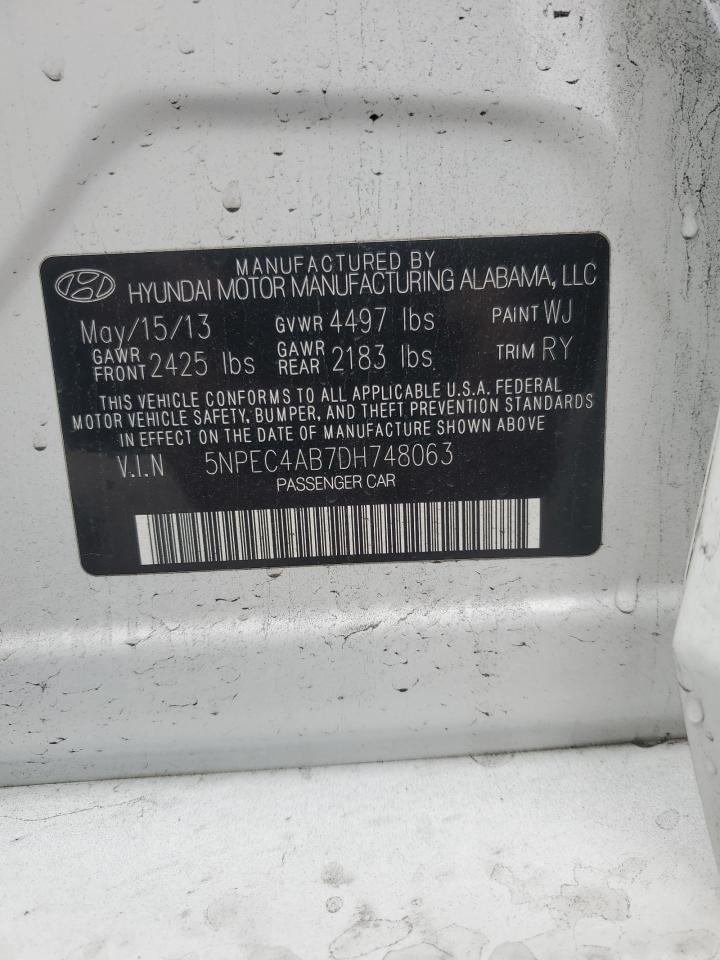 MANUFACTURED BY
HYUNDAI MOTOR MANUFACTURING ALABAMA, LLC
May/15/13 GVWR 4497 lbs PAINT WJ
GAWR FRONT 2425 lbs GAWR REAR 2183 lbs TRIM RY
THIS VEHICLE CONFORMS TO ALL APPLICABLE U.S.A. FEDERAL
MOTOR VEHICLE SAFETY, BUMPER, AND THEFT PREVENTION STANDARDS
IN EFFECT ON THE DATE OF MANUFACTURE SHOWN ABOVE
V.I.N 5NPEC4AB7DH748063
PASSENGER CAR